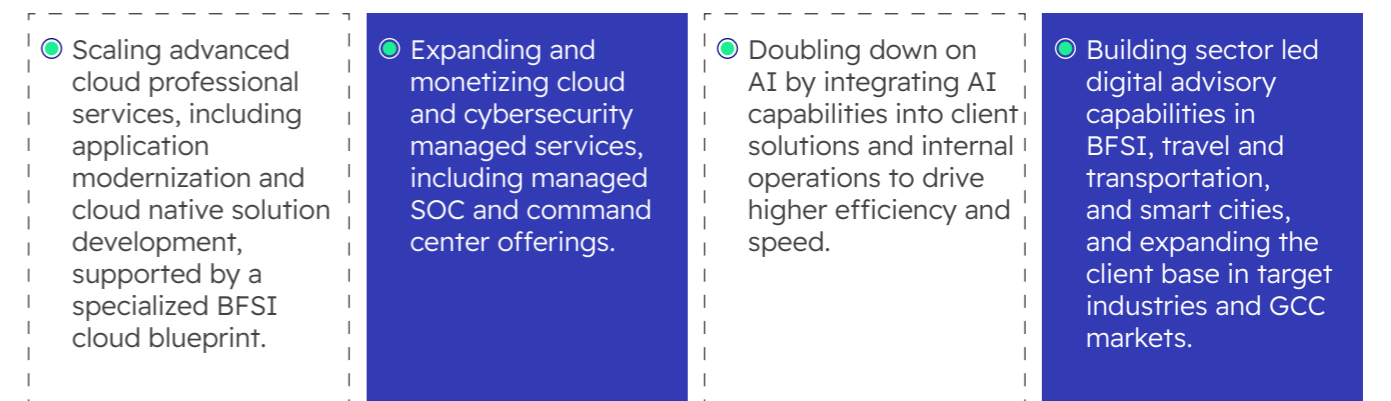 Scaling advanced
cloud professional
services, including
application
modernization and
cloud native solution
development,
supported by a
specialized BFSI
cloud blueprint.
Expanding and
monetizing cloud
and cybersecurity
managed services,
including managed
SOC and command
center offerings.
Doubling down on
AI by integrating AI
capabilities into client
solutions and internal
operations to drive
higher efficiency and
speed.
Building sector led
digital advisory
capabilities in
BFSI, travel and
transportation,
and smart cities,
and expanding the
client base in target
industries and GCC
markets.